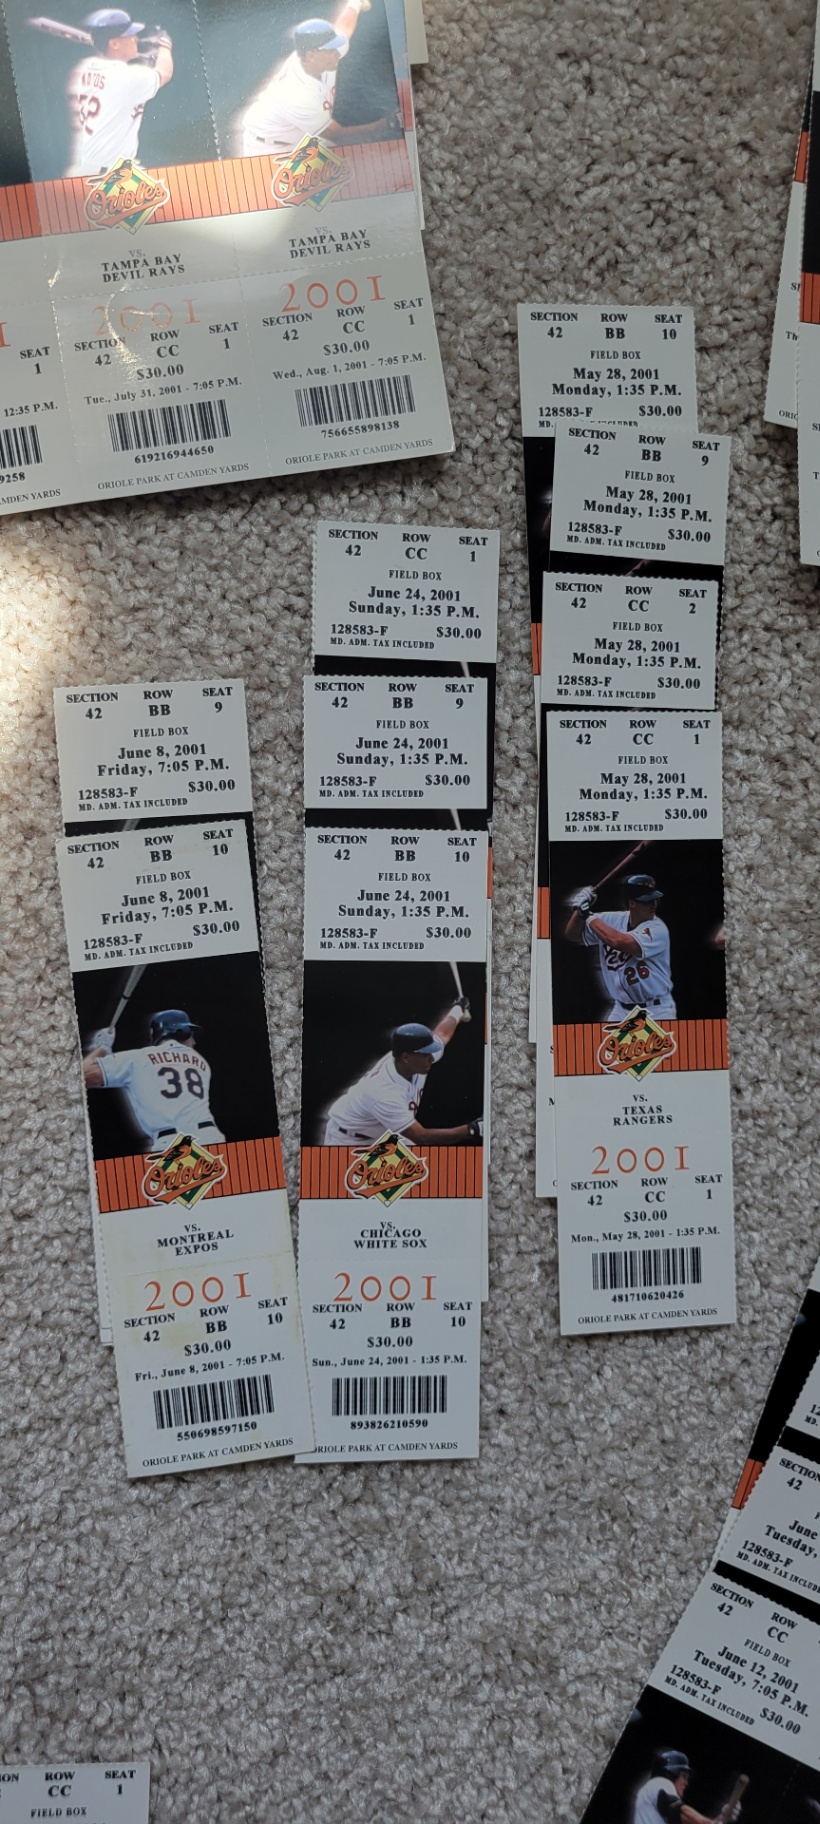 Orioles
Orioles
VS.
TAMPA BAY
DEVIL RAYS
VS.
TAMPA BAY
DEVIL RAYS
SEAT
1
12:35 P.M.
9258
MDEN YARDS
2001
SECTION ROW SEAT
42 CC 1
$30.00
Tue., July 31, 2001 - 7:05 P.M.
619216944650
ORIOLE PARK AT CAMDEN YARDS
2001
SECTION ROW SEAT
42 CC 1
$30.00
Wed., Aug. 1, 2001 - 7:05 P.M.
756655898138
ORIOLE PARK AT CAMDEN YARDS
SECTION ROW SEAT
42 BB 10
FIELD BOX
May 28, 2001
Monday, 1:35 P.M.
128583-F $30.00
SECTION ROW SEAT
42 BB 9
FIELD BOX
May 28, 2001
Monday, 1:35 P.M.
128583-F $30.00
MD. ADM. TAX INCLUDED
SECTION ROW SEAT
42 CC 2
FIELD BOX
May 28, 2001
Monday, 1:35 P.M.
128583-F $30.00
MD. ADM. TAX INCLUDED
SECTION ROW SEAT
42 CC 1
FIELD BOX
May 28, 2001
Monday, 1:35 P.M.
128583-F $30.00
MD. ADM. TAX INCLUDED
26
Orioles
VS.
TEXAS
RANGERS
2001
SECTION ROW SEAT
42 CC 1
$30.00
Mon., May 28, 2001 - 1:35 P.M.
481710620426
ORIOLE PARK AT CAMDEN YARDS
SECTION ROW SEAT
42 CC 1
FIELD BOX
June 24, 2001
Sunday, 1:35 P.M.
128583-F $30.00
MD. ADM. TAX INCLUDED
SECTION ROW SEAT
42 BB 9
FIELD BOX
June 24, 2001
Sunday, 1:35 P.M.
128583-F $30.00
MD. ADM. TAX INCLUDED
SECTION ROW SEAT
42 BB 10
FIELD BOX
June 24, 2001
Sunday, 1:35 P.M.
128583-F $30.00
MD. ADM. TAX INCLUDED
Orioles
VS.
CHICAGO
WHITE SOX
2001
SECTION ROW SEAT
42 BB 10
$30.00
Sun., June 24, 2001 - 1:35 P.M.
893826210590
ORIOLE PARK AT CAMDEN YARDS
SECTION ROW SEAT
42 BB 9
FIELD BOX
June 8, 2001
Friday, 7:05 P.M.
128583-F $30.00
MD. ADM. TAX INCLUDED
SECTION ROW SEAT
42 BB 10
FIELD BOX
June 8, 2001
Friday, 7:05 P.M.
128583-F $30.00
MD. ADM. TAX INCLUDED
RICHARD
38
Orioles
VS.
MONTREAL
EXPOS
2001
SECTION ROW SEAT
42 BB 10
$30.00
Fri., June 8, 2001 - 7:05 P.M.
550698597150
ORIOLE PARK AT CAMDEN YARDS
SECTION
42
June
Tuesday,
128583-F
MD. ADM. TAX INCLUDED
SECTION ROW
42 CC
FIELD BOX
June 12, 2001
Tuesday, 7:05 P.M.
128583-F $30.00
MD. ADM. TAX INCLUDED
ION ROW SEAT
CC 1
FIELD BOX